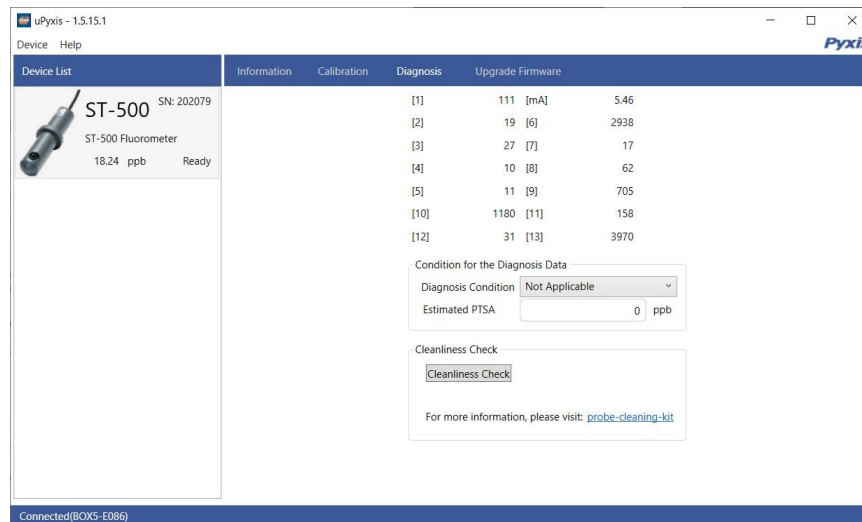 uPyxis - 1.5.15.1
Device Help
Pyxis
Device List
Information Calibration Diagnosis Upgrade Firmware
ST-500 SN: 202079
ST-500 Fluorometer
18.24 ppb Ready
[1] 111 [mA] 5.46
[2] 19 [6] 2938
[3] 27 [7] 17
[4] 10 [8] 62
[5] 11 [9] 705
[10] 1180 [11] 158
[12] 31 [13] 3970
Condition for the Diagnosis Data
Diagnosis Condition Not Applicable
Estimated PTSA 0 ppb
Cleanliness Check
Cleanliness Check
For more information, please visit: probe-cleaning-kit
Connected(BOX5-E086)